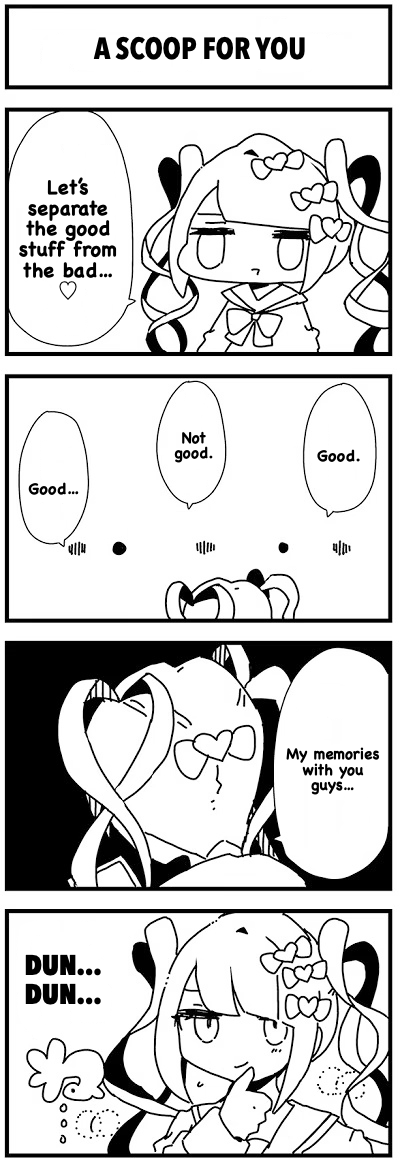 A SCOOP FOR YOU
Let's
separate
the good
stuff from
the bad...
♡
Good...
Not
good.
Good.
My memories
with you
guys...
DUN...
DUN...